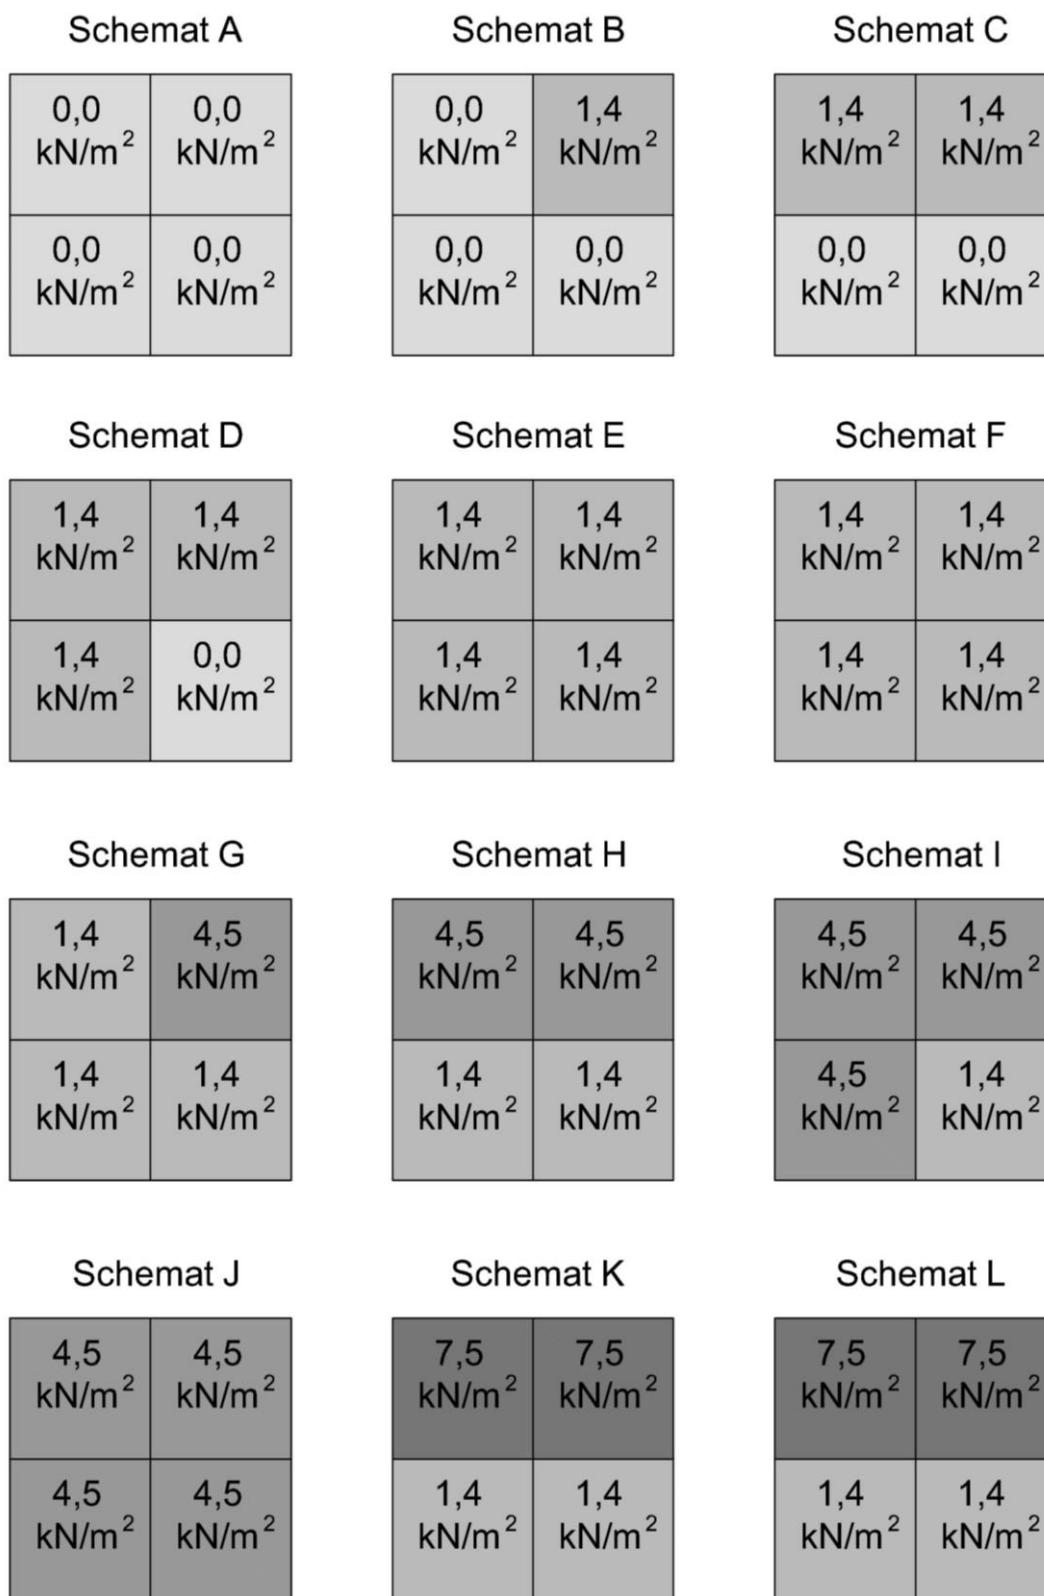 Schemat A Schemat B Schemat C
0,0 0,0 0,0 1,4 1,4 1,4
kN/m² kN/m² kN/m² kN/m² kN/m² kN/m²
0,0 0,0 0,0 0,0 0,0 0,0
kN/m² kN/m² kN/m² kN/m² kN/m² kN/m²
Schemat D Schemat E Schemat F
1,4 1,4 1,4 1,4 1,4 1,4
kN/m² kN/m² kN/m² kN/m² kN/m² kN/m²
1,4 0,0 1,4 1,4 1,4 1,4
kN/m² kN/m² kN/m² kN/m² kN/m² kN/m²
Schemat G Schemat H Schemat I
1,4 4,5 4,5 4,5 4,5 4,5
kN/m² kN/m² kN/m² kN/m² kN/m² kN/m²
1,4 1,4 1,4 1,4 4,5 1,4
kN/m² kN/m² kN/m² kN/m² kN/m² kN/m²
Schemat J Schemat K Schemat L
4,5 4,5 7,5 7,5 7,5 7,5
kN/m² kN/m² kN/m² kN/m² kN/m² kN/m²
4,5 4,5 1,4 1,4 1,4 1,4
kN/m² kN/m² kN/m² kN/m² kN/m² kN/m²